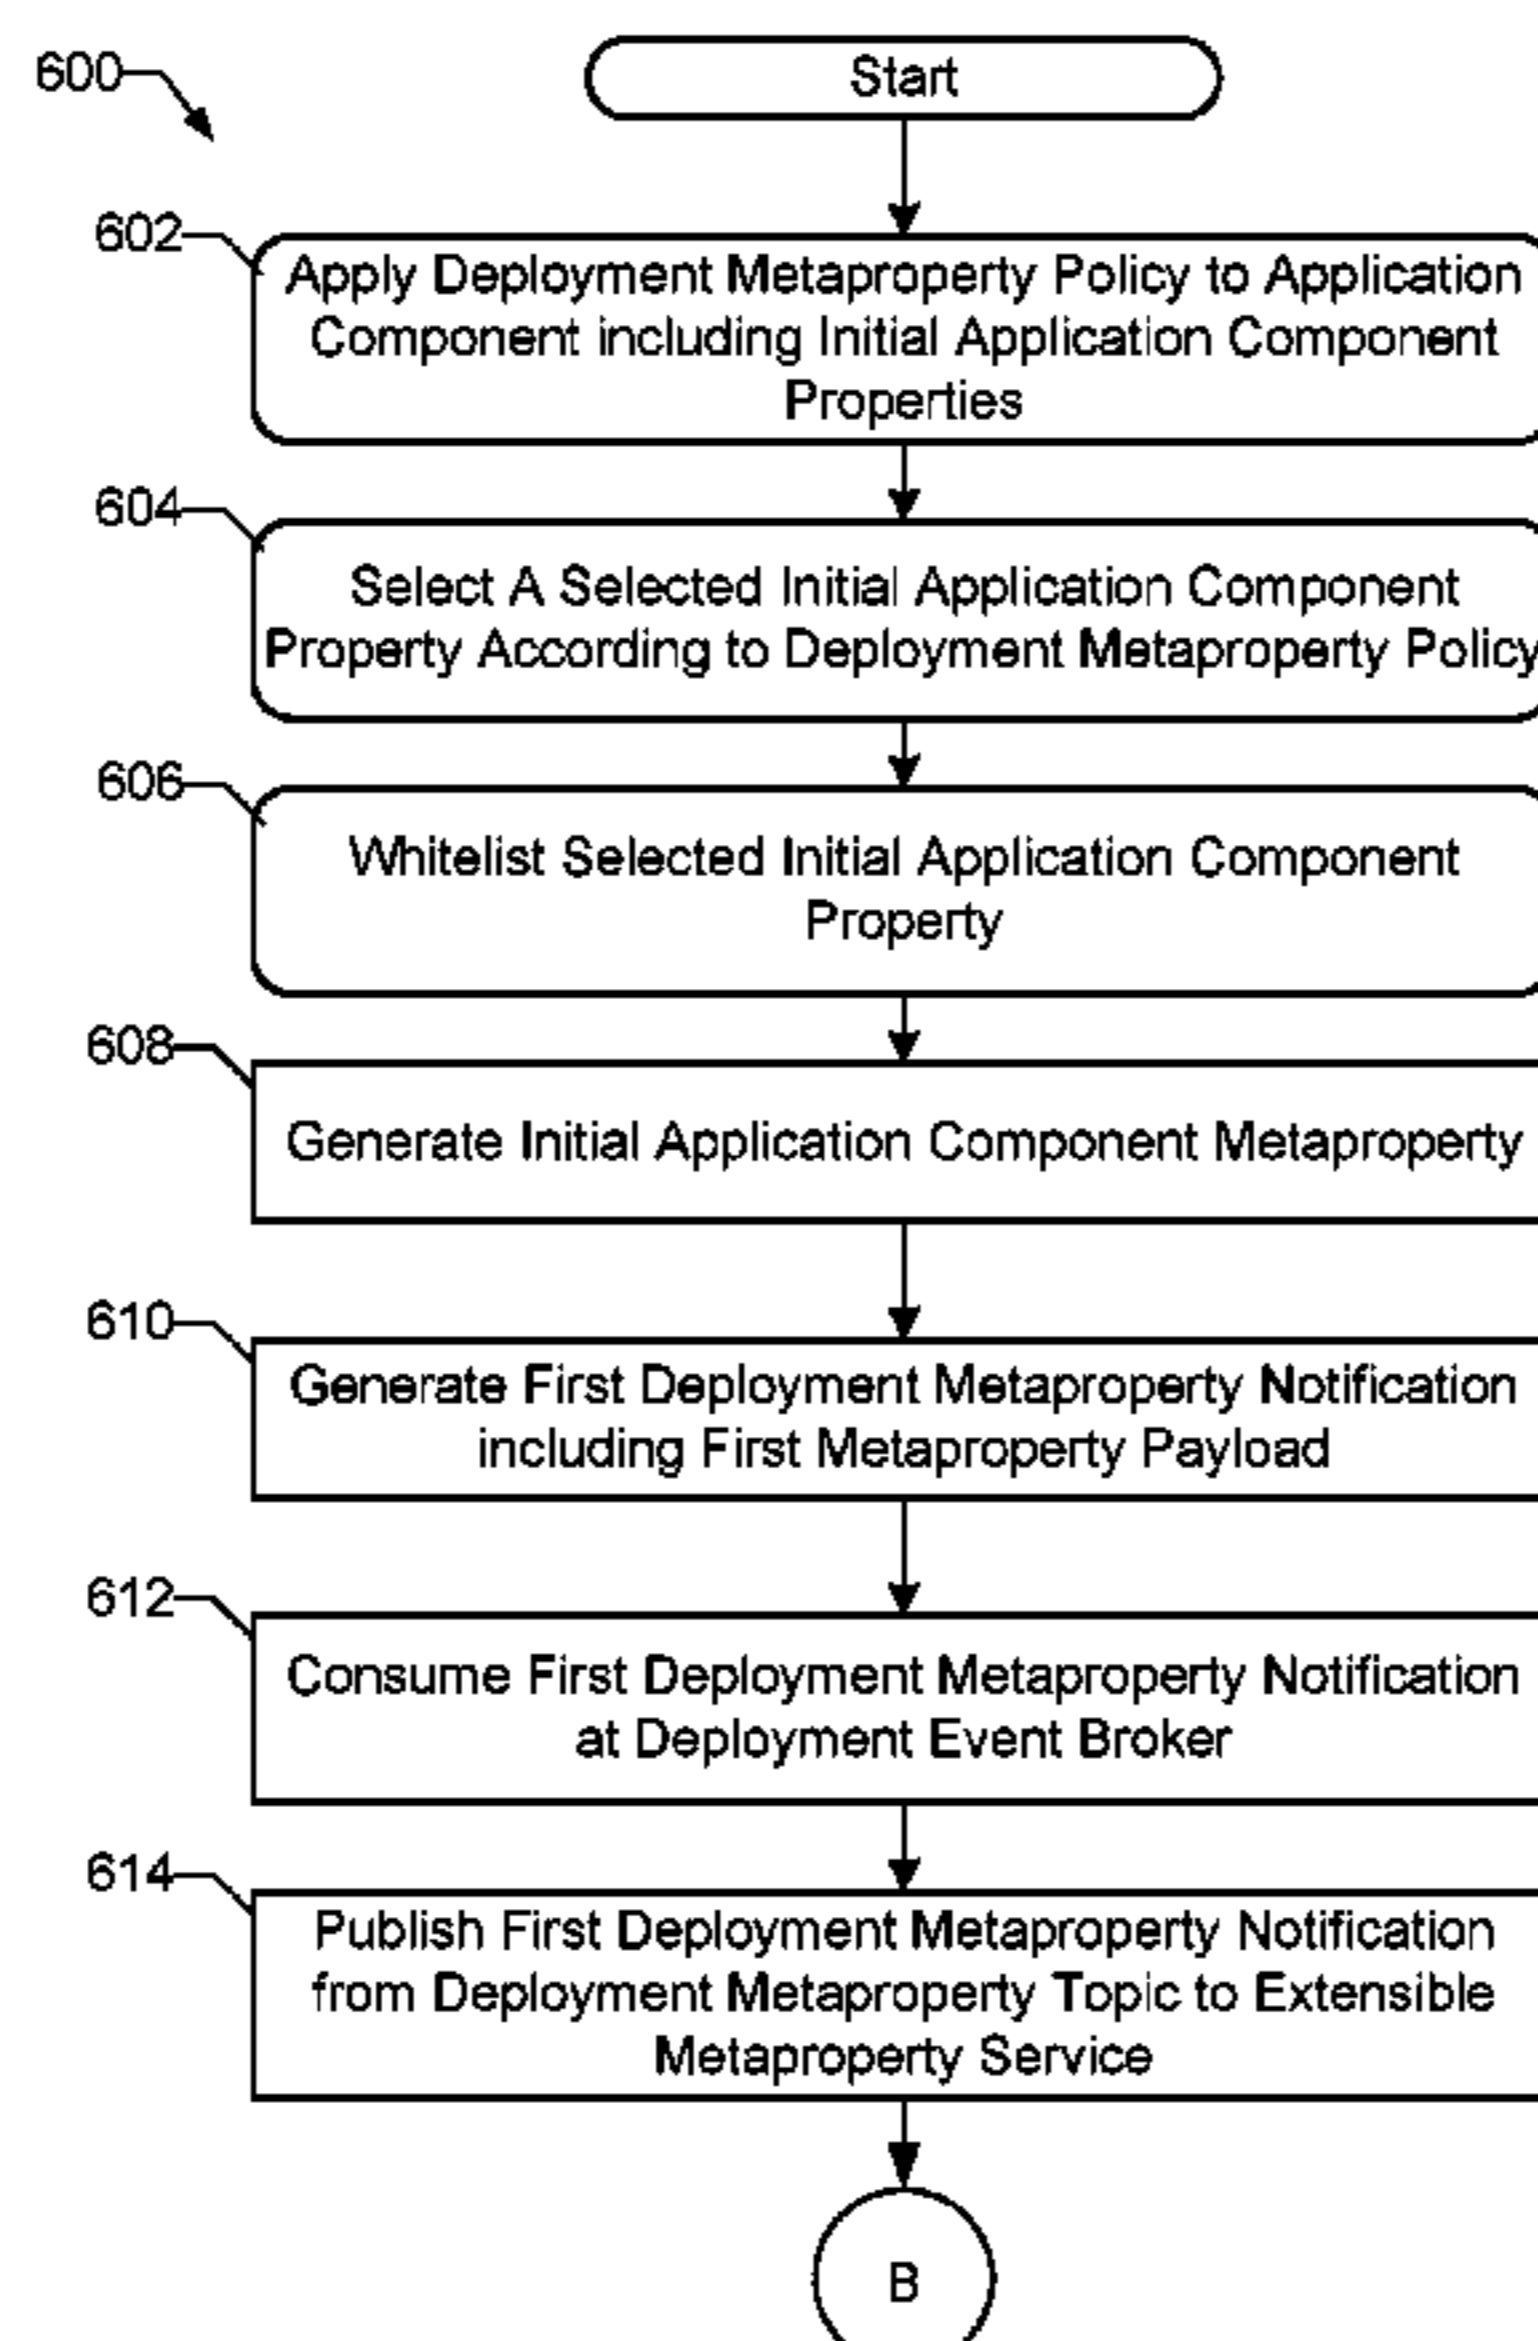 600
Start
602
Apply Deployment Metaproperty Policy to Application
Component including Initial Application Component
Properties
604
Select A Selected Initial Application Component
Property According to Deployment Metaproperty Policy
606
Whitelist Selected Initial Application Component
Property
608
Generate Initial Application Component Metaproperty
610
Generate First Deployment Metaproperty Notification
including First Metaproperty Payload
612
Consume First Deployment Metaproperty Notification
at Deployment Event Broker
614
Publish First Deployment Metaproperty Notification
from Deployment Metaproperty Topic to Extensible
Metaproperty Service
B